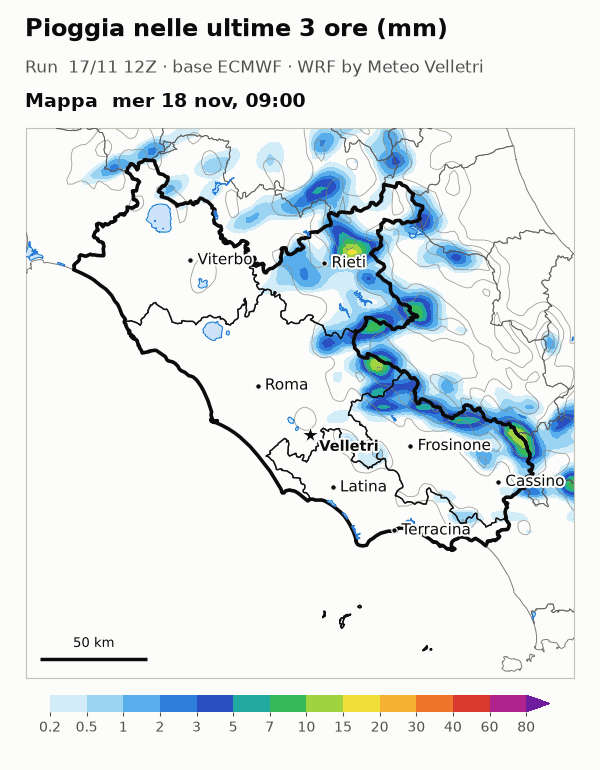 Pioggia nelle ultime 3 ore (mm)
Run  17/11 12Z · base ECMWF · WRF by Meteo Velletri
Mappa  mer 18 nov, 09:00
Viterbo
Rieti
Roma
Velletri
Frosinone
Latina
Cassino
Terracina
50 km
0.2 0.5 1 2 3 5 7 10 15 20 30 40 60 80